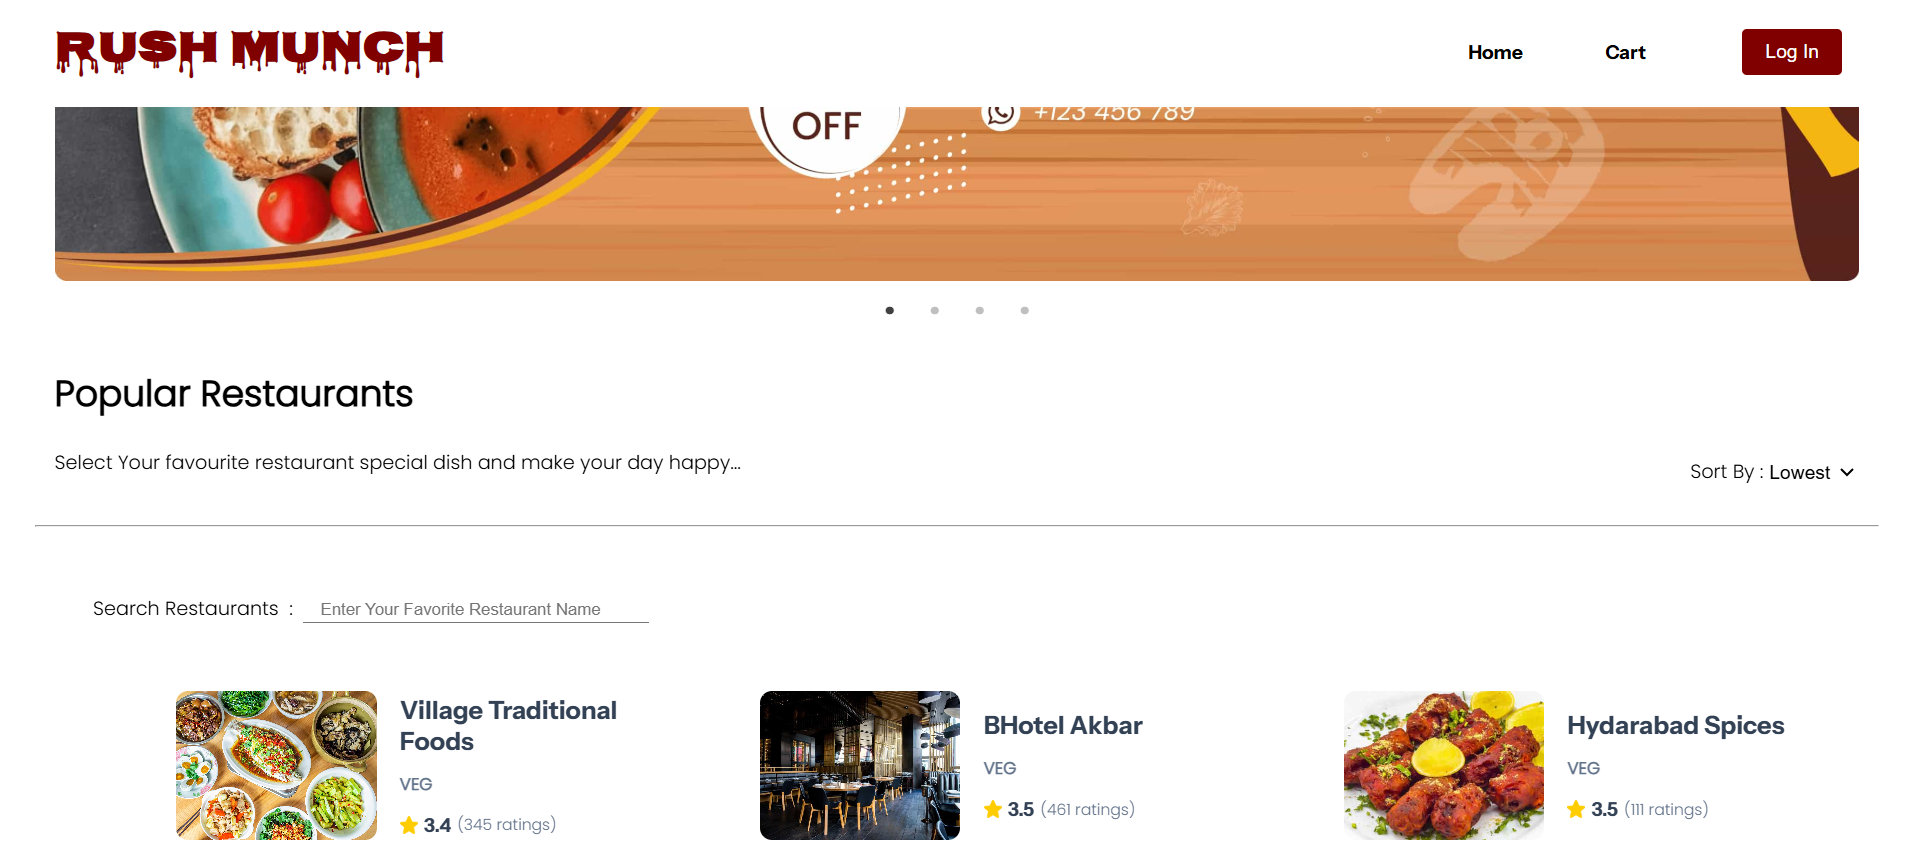 RUSH MUNCH
Home
Cart
Log In
OFF
+123 456 789
Popular Restaurants
Select Your favourite restaurant special dish and make your day happy...
Sort By : Lowest
Search Restaurants :
Enter Your Favorite Restaurant Name
Village Traditional
Foods
VEG
3.4 (345 ratings)
BHotel Akbar
VEG
3.5 (461 ratings)
Hydarabad Spices
VEG
3.5 (111 ratings)